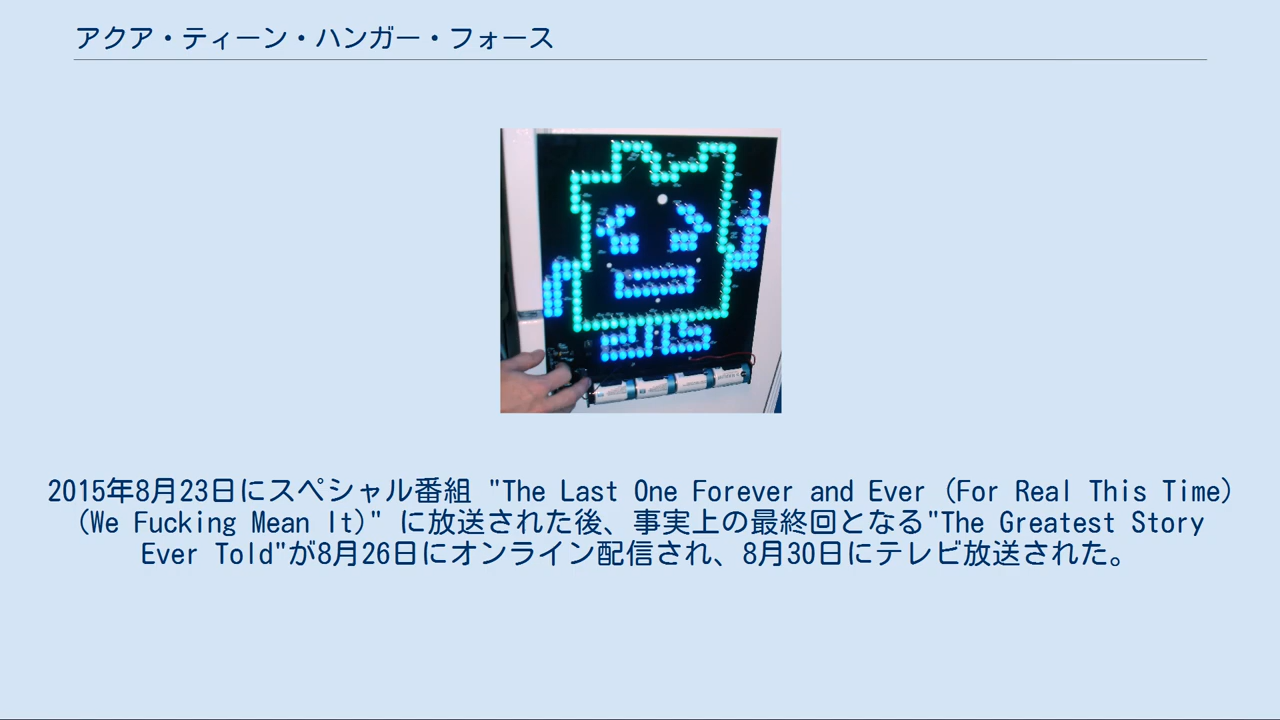 アクア・ティーン・ハンガー・フォース
2015年8月23日にスペシャル番組 "The Last One Forever and Ever (For Real This Time)
(We Fucking Mean It)" に放送された後、事実上の最終回となる"The Greatest Story
Ever Told"が8月26日にオンライン配信され、8月30日にテレビ放送された。